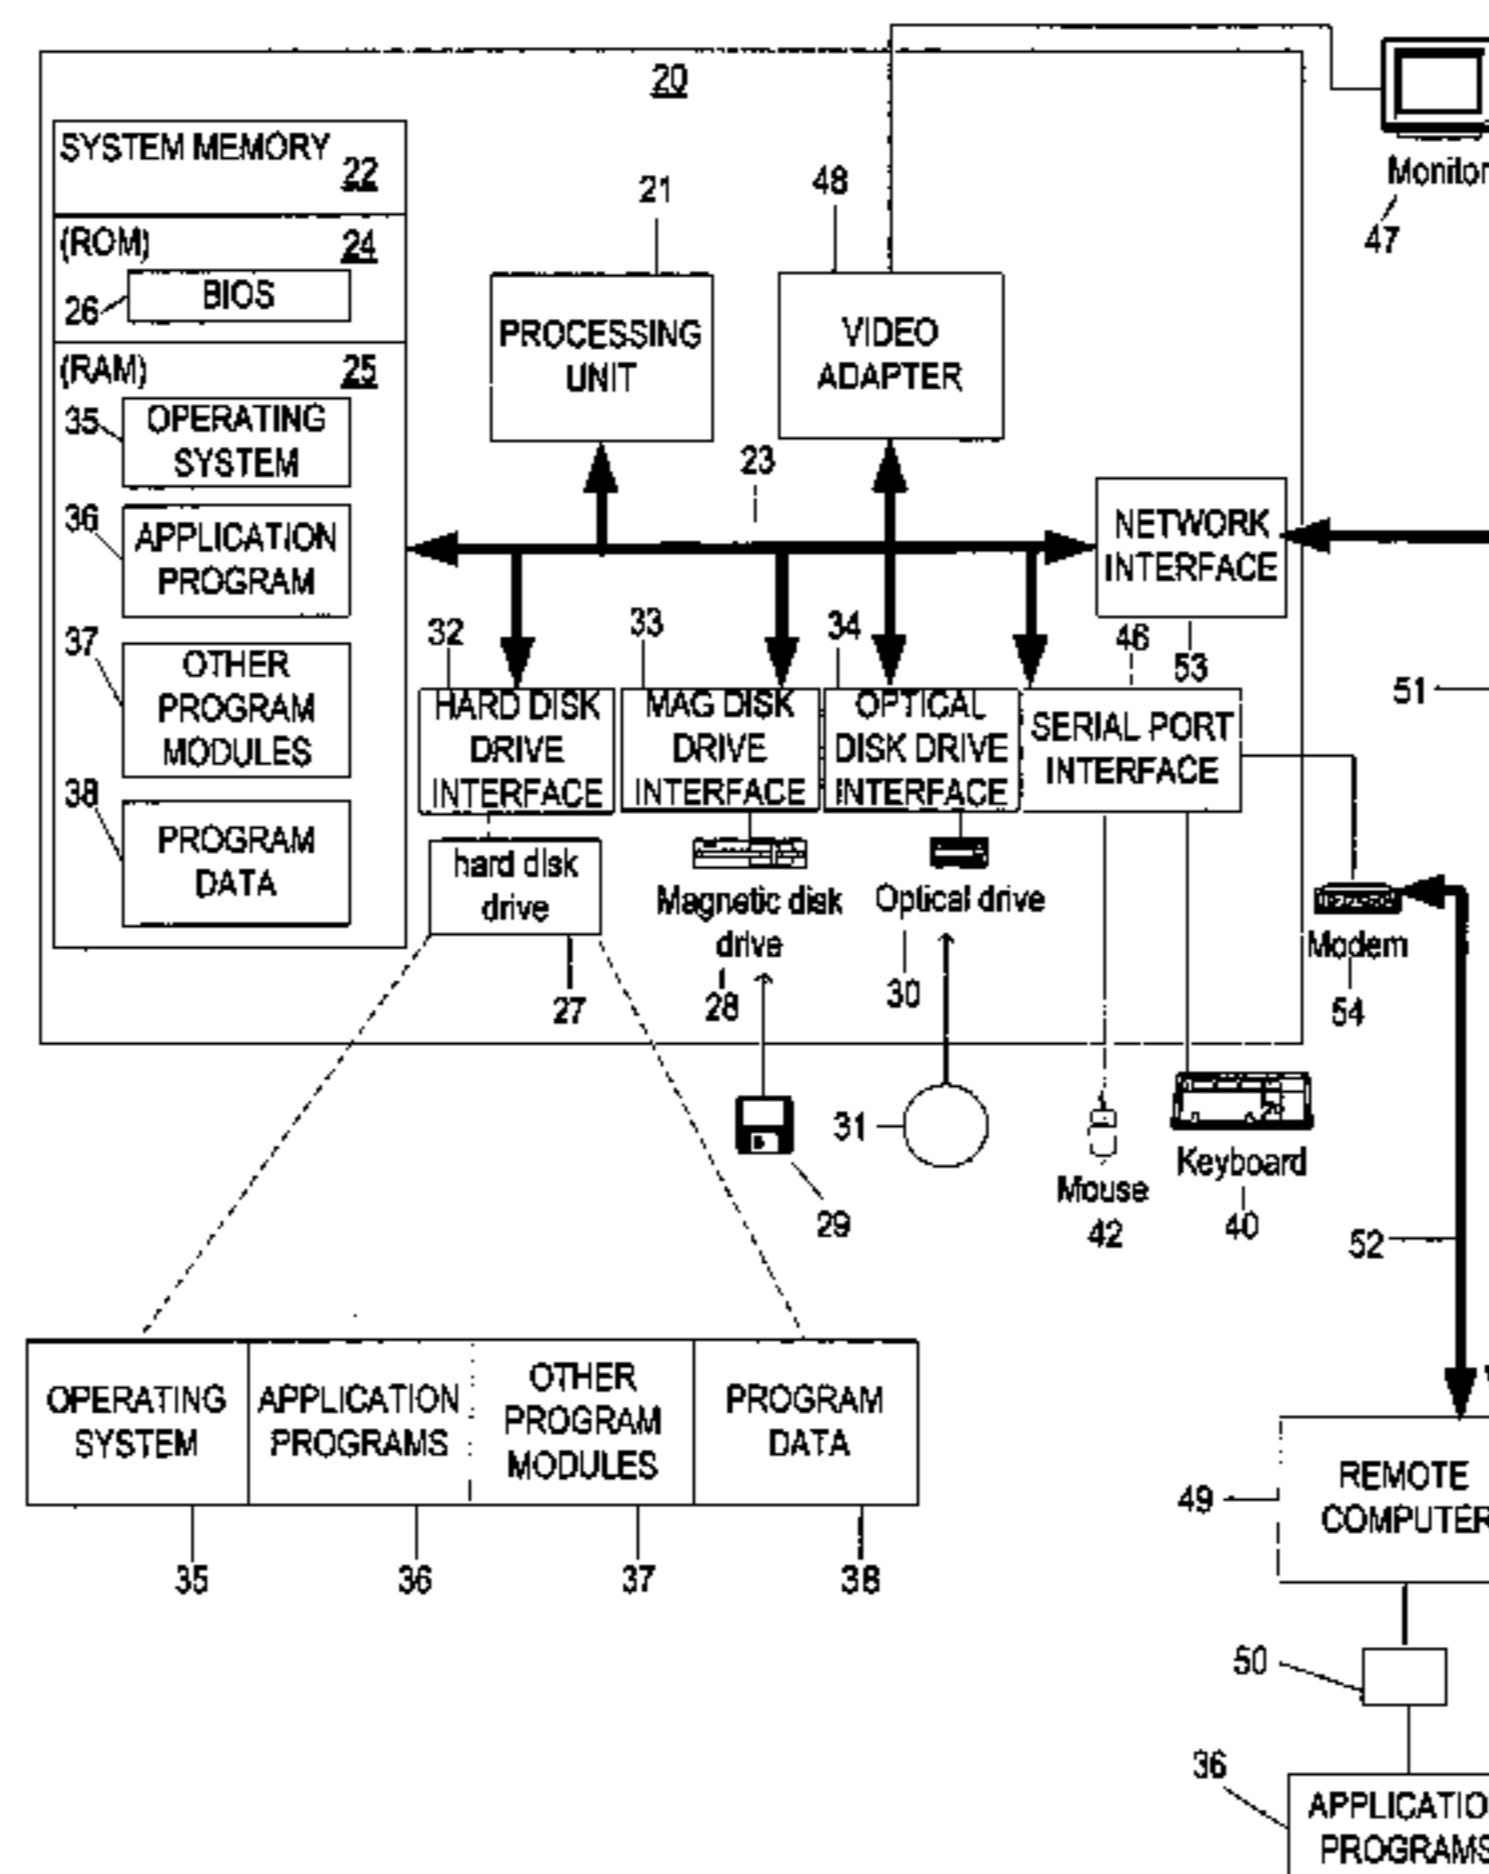 20
SYSTEM MEMORY
22
(ROM)
24
26
BIOS
(RAM)
25
35
OPERATING
SYSTEM
36
APPLICATION
PROGRAM
37
OTHER
PROGRAM
MODULES
38
PROGRAM
DATA
21
PROCESSING
UNIT
48
VIDEO
ADAPTER
Monitor
47
23
NETWORK
INTERFACE
53
51
32
HARD DISK
DRIVE
INTERFACE
33
MAG DISK
DRIVE
INTERFACE
34
OPTICAL
DISK DRIVE
INTERFACE
46
SERIAL PORT
INTERFACE
hard disk
drive
27
Magnetic disk
drive
28
Optical drive
30
Modem
54
29
31
Mouse
42
Keyboard
40
52
OPERATING
SYSTEM
APPLICATION
PROGRAMS
OTHER
PROGRAM
MODULES
PROGRAM
DATA
35
36
37
38
49
REMOTE
COMPUTER
50
36
APPLICATIO
PROGRAMS